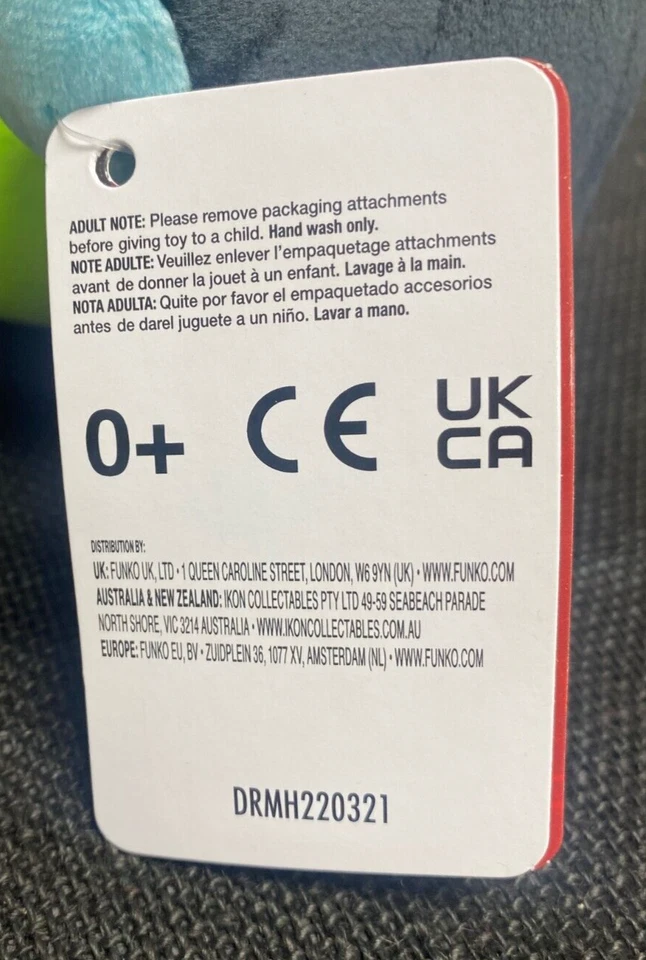 ADULT NOTE: Please remove packaging attachments
before giving toy to a child. Hand wash only.
NOTE ADULTE: Veuillez enlever l'empaquetage attachments
avant de donner la jouet à un enfant. Lavage à la main.
NOTA ADULTA: Quite por favor el empaquetado accesorios
antes de darel juguete a un niño. Lavar a mano.
0+ CE UK
CA
DISTRIBUTION BY:
UK: FUNKO UK, LTD • 1 QUEEN CAROLINE STREET, LONDON, W6 9YN (UK) • WWW.FUNKO.COM
AUSTRALIA & NEW ZEALAND: IKON COLLECTABLES PTY LTD 49-59 SEABEACH PARADE
NORTH SHORE, VIC 3214 AUSTRALIA • WWW.IKONCOLLECTABLES.COM.AU
EUROPE: FUNKO EU, BV • ZUIDPLEIN 36, 1077 XV, AMSTERDAM (NL) • WWW.FUNKO.COM
DRMH220321